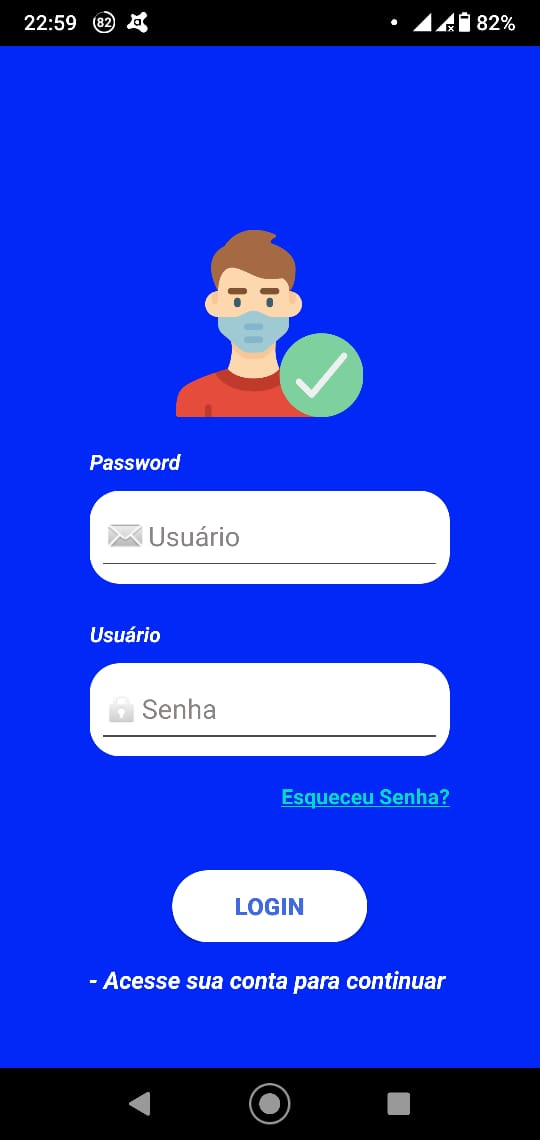 22:59 82 82%
Password
Usuário
Usuário
Senha
Esqueceu Senha?
LOGIN
- Acesse sua conta para continuar